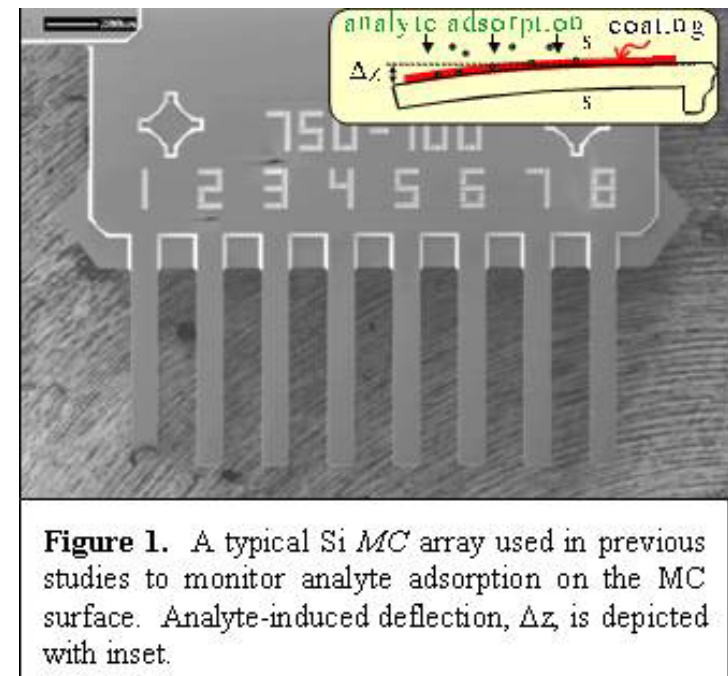 analyte adsorption coating
s
Δz
s
750-100
1 2 3 4 5 6 7 8
Figure 1. A typical Si MC array used in previous
studies to monitor analyte adsorption on the MC
surface. Analyte-induced deflection, Δz, is depicted
with inset.